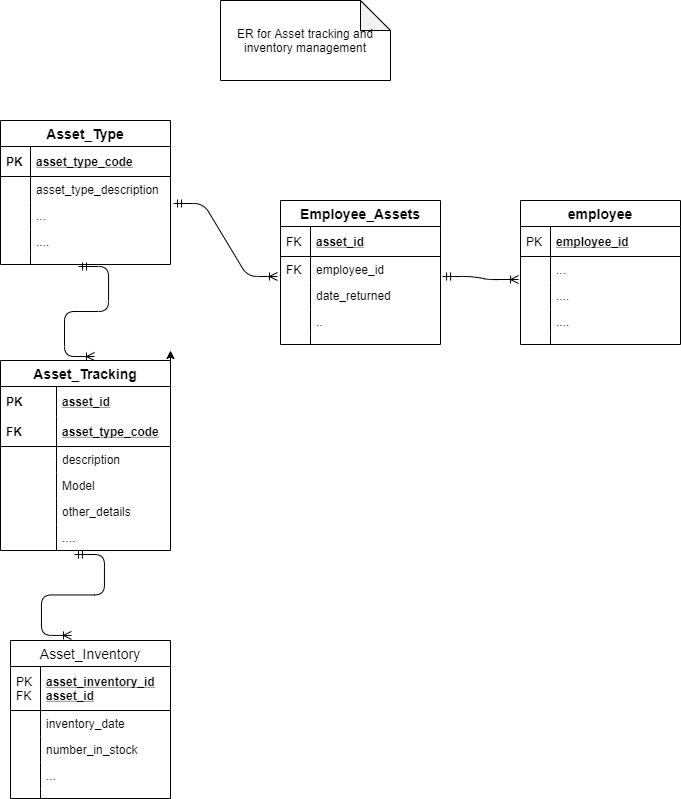 ER for Asset tracking and
inventory management
Asset_Type
PK asset_type_code
asset_type_description
...
....
Employee_Assets
FK asset_id
FK employee_id
date_returned
..
employee
PK employee_id
...
....
....
Asset_Tracking
PK asset_id
FK asset_type_code
description
Model
other_details
....
Asset_Inventory
PK asset_inventory_id
FK asset_id
inventory_date
number_in_stock
...